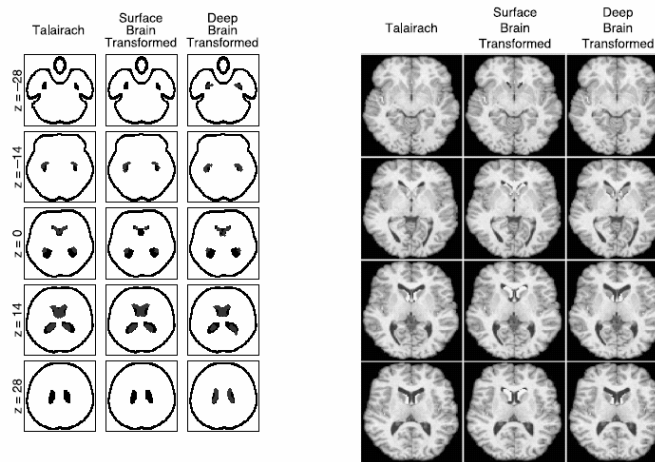 Talairach
Surface
Brain
Transformed
Deep
Brain
Transformed
z = −28
z = −14
z = 0
z = 14
z = 28
Talairach
Surface
Brain
Transformed
Deep
Brain
Transformed